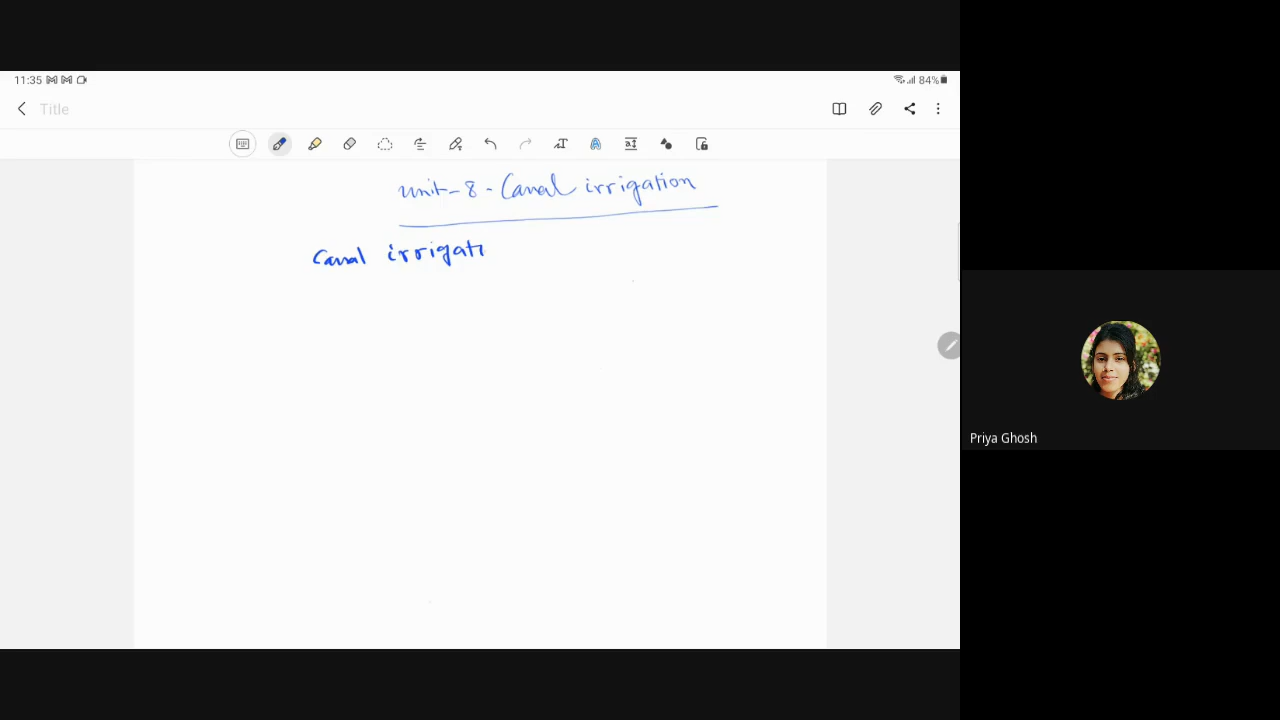 11:35
84%
Title
unit-8 - Canal irrigation
Canal irrigati
Priya Ghosh